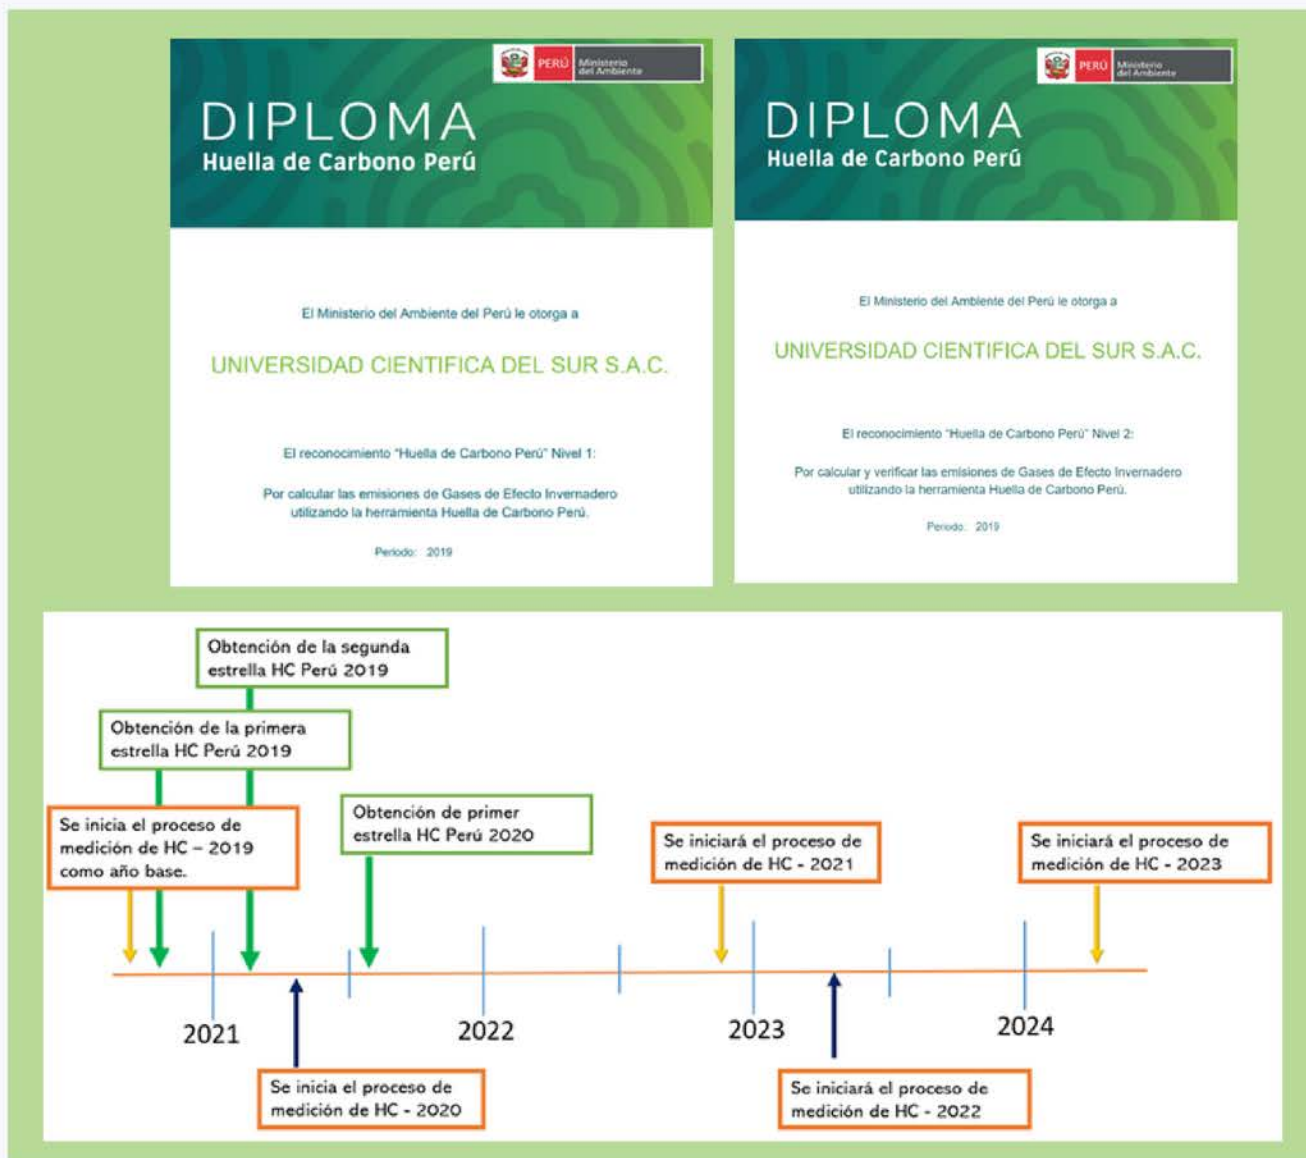 PERÚ
Ministerio
del Ambiente
DIPLOMA
Huella de Carbono Perú
El Ministerio del Ambiente del Perú le otorga a
UNIVERSIDAD CIENTIFICA DEL SUR S.A.C.
El reconocimiento "Huella de Carbono Perú" Nivel 1:
Por calcular las emisiones de Gases de Efecto Invernadero
utilizando la herramienta Huella de Carbono Perú.
Periodo: 2019
PERÚ
Ministerio
del Ambiente
DIPLOMA
Huella de Carbono Perú
El Ministerio del Ambiente del Perú le otorga a
UNIVERSIDAD CIENTIFICA DEL SUR S.A.C.
El reconocimiento "Huella de Carbono Perú" Nivel 2:
Por calcular y verificar las emisiones de Gases de Efecto Invernadero
utilizando la herramienta Huella de Carbono Perú.
Periodo: 2019
Obtención de la segunda
estrella HC Perú 2019
Obtención de la primera
estrella HC Perú 2019
Se inicia el proceso de
medición de HC – 2019
como año base.
Obtención de primer
estrella HC Perú 2020
Se iniciará el proceso de
medición de HC - 2021
Se iniciará el proceso de
medición de HC - 2023
2021
2022
2023
2024
Se inicia el proceso de
medición de HC - 2020
Se iniciará el proceso de
medición de HC - 2022